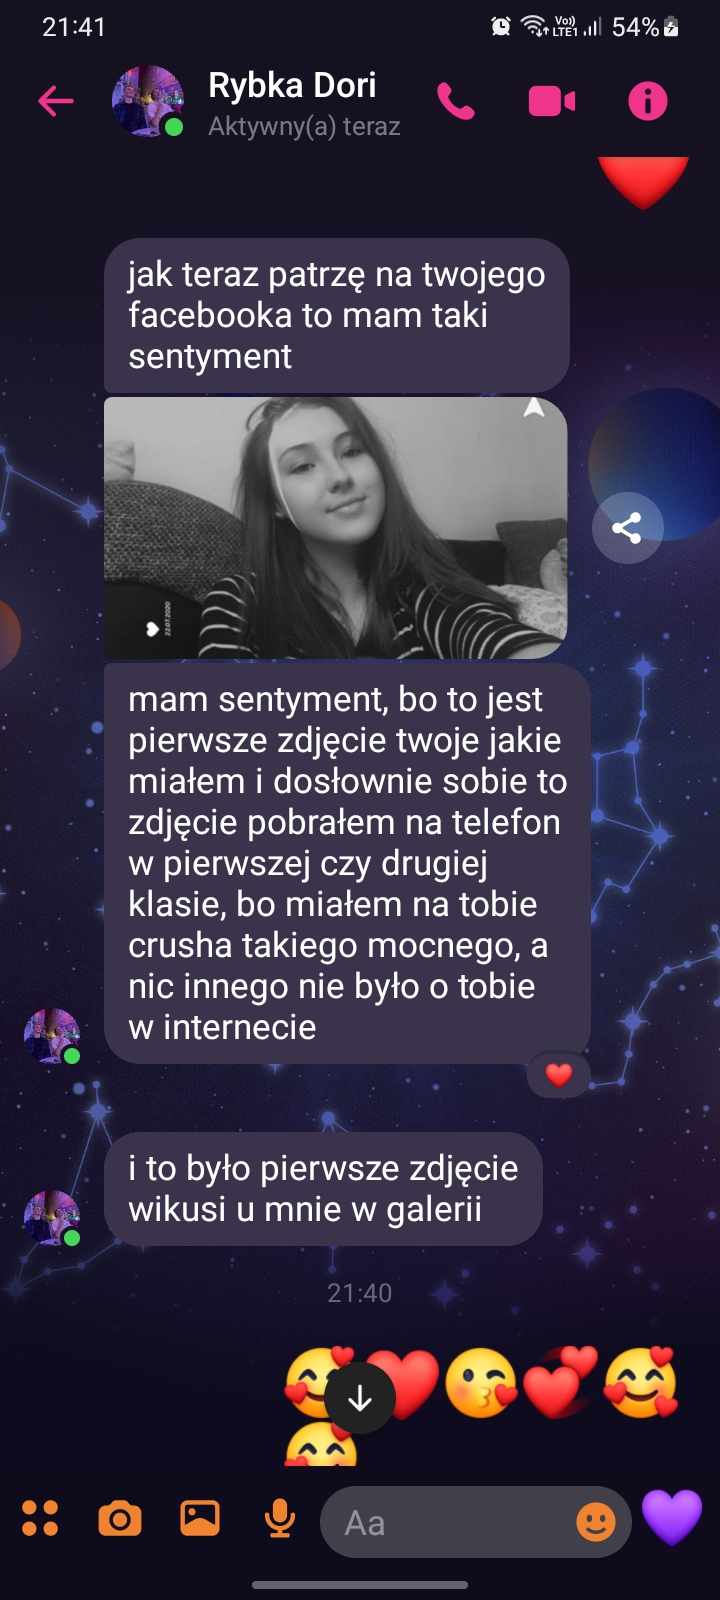 21:41
Vo))
LTE1
54%
Rybka Dori
Aktywny(a) teraz
jak teraz patrzę na twojego
facebooka to mam taki
sentyment
22.07.2020
mam sentyment, bo to jest
pierwsze zdjęcie twoje jakie
miałem i dosłownie sobie to
zdjęcie pobrałem na telefon
w pierwszej czy drugiej
klasie, bo miałem na tobie
crusha takiego mocnego, a
nic innego nie było o tobie
w internecie
i to było pierwsze zdjęcie
wikusi u mnie w galerii
21:40
Aa